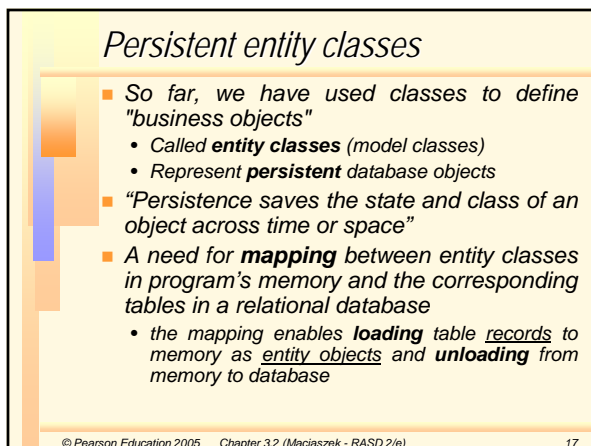 Persistent entity classes
■ So far, we have used classes to define
"business objects"
• Called entity classes (model classes)
• Represent persistent database objects
■ “Persistence saves the state and class of an
object across time or space”
■ A need for mapping between entity classes
in program's memory and the corresponding
tables in a relational database
• the mapping enables loading table records to
memory as entity objects and unloading from
memory to database
© Pearson Education 2005 Chapter 3.2 (Maciaszek - RASD 2/e) 17